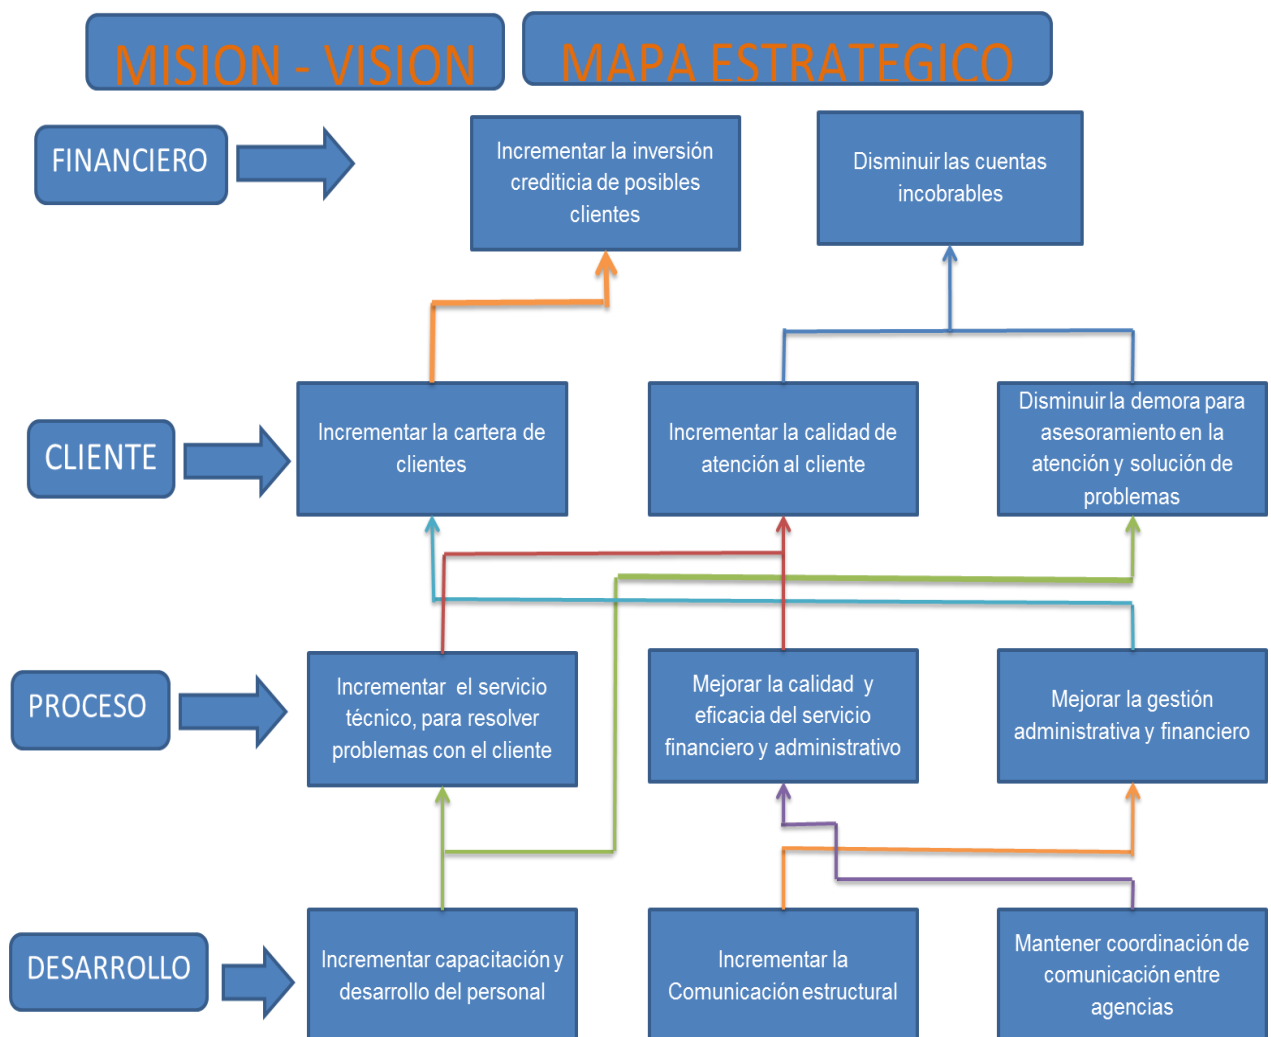 MISION - VISION
MAPA ESTRATEGICO
FINANCIERO
Incrementar la inversión
crediticia de posibles
clientes
Disminuir las cuentas
incobrables
CLIENTE
Incrementar la cartera de
clientes
Incrementar la calidad de
atención al cliente
Disminuir la demora para
asesoramiento en la
atención y solución de
problemas
PROCESO
Incrementar el servicio
técnico, para resolver
problemas con el cliente
Mejorar la calidad y
eficacia del servicio
financiero y administrativo
Mejorar la gestión
administrativa y financiero
DESARROLLO
Incrementar capacitación y
desarrollo del personal
Incrementar la
Comunicación estructural
Mantener coordinación de
comunicación entre
agencias